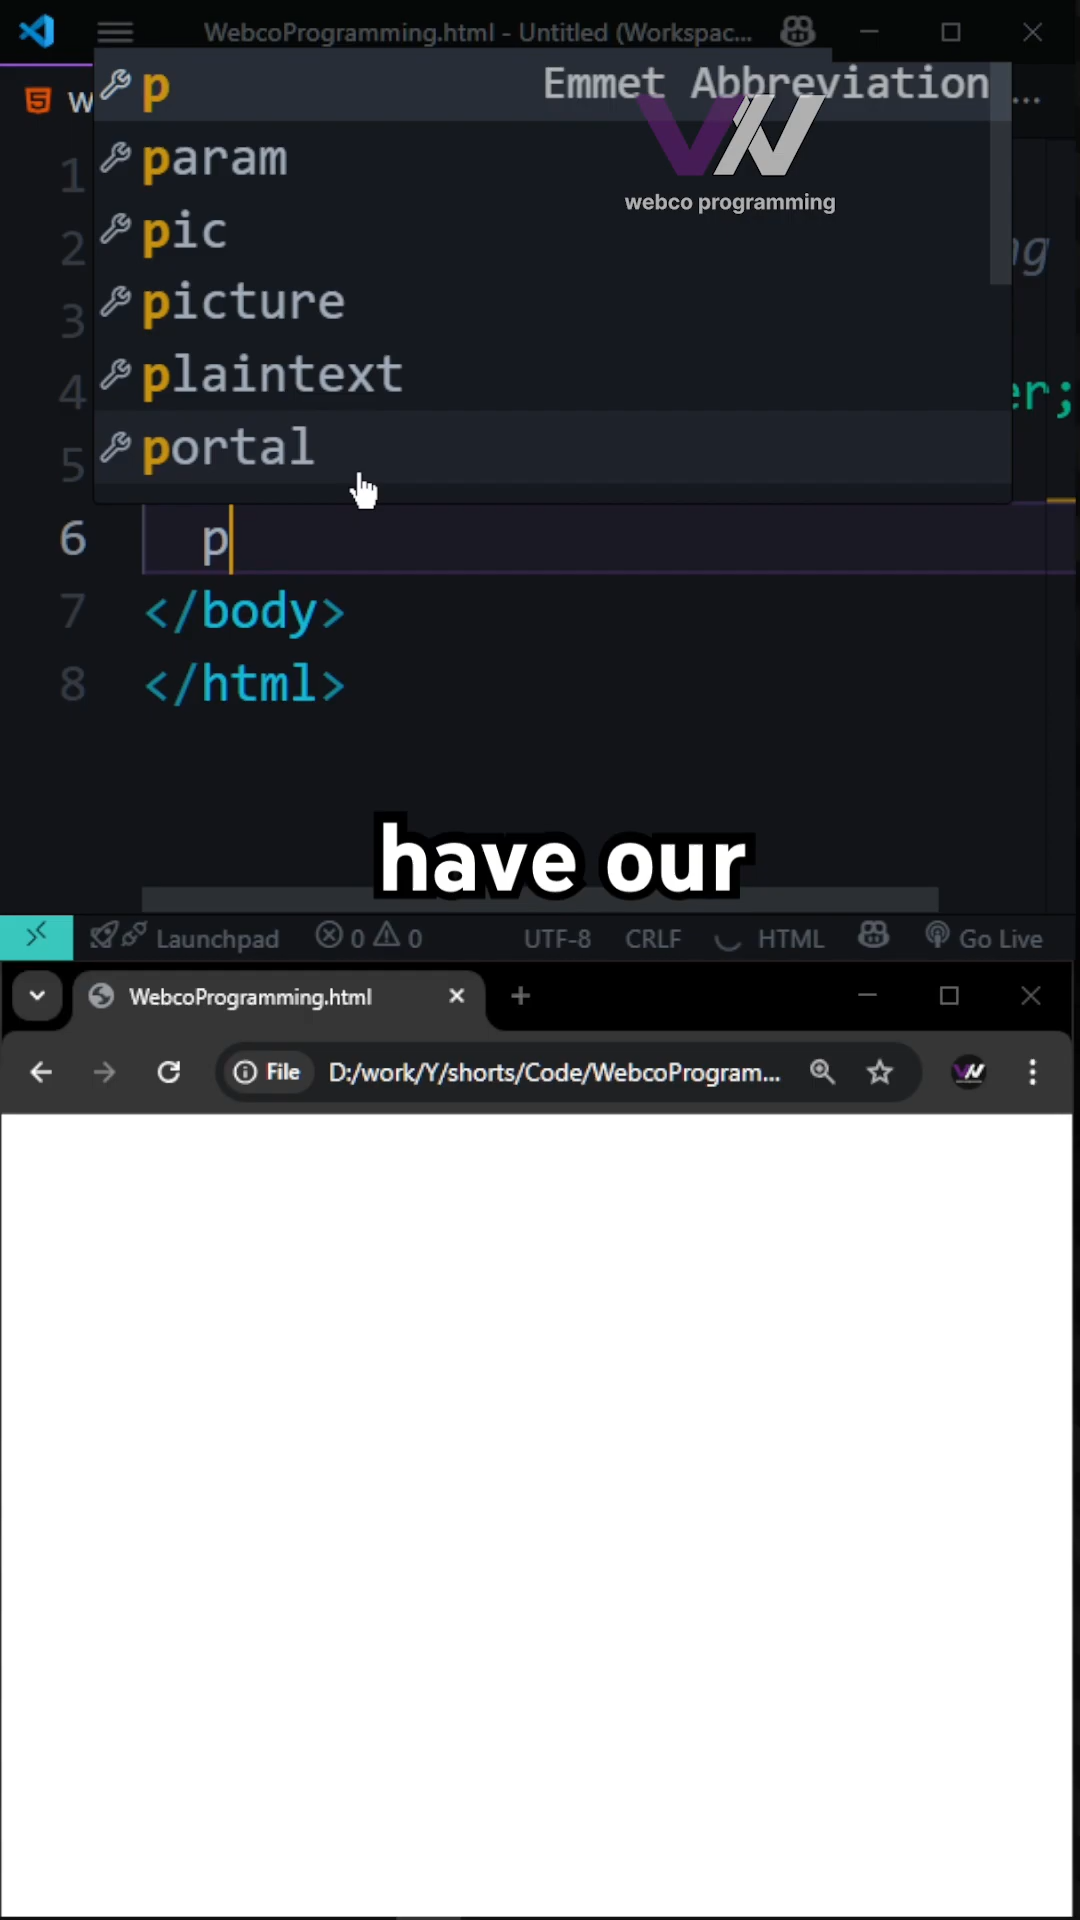 WebcoProgramming.html - Untitled (Workspac...
W
p Emmet Abbreviation
...
webco programming
param
pic
picture
plaintext
portal
1
2
ng
3
4
er;
5
6 p
7 </body>
8 </html>
have our
Launchpad 0 0 UTF-8 CRLF HTML Go Live
WebcoProgramming.html
File D:/work/Y/shorts/Code/WebcoProgram...